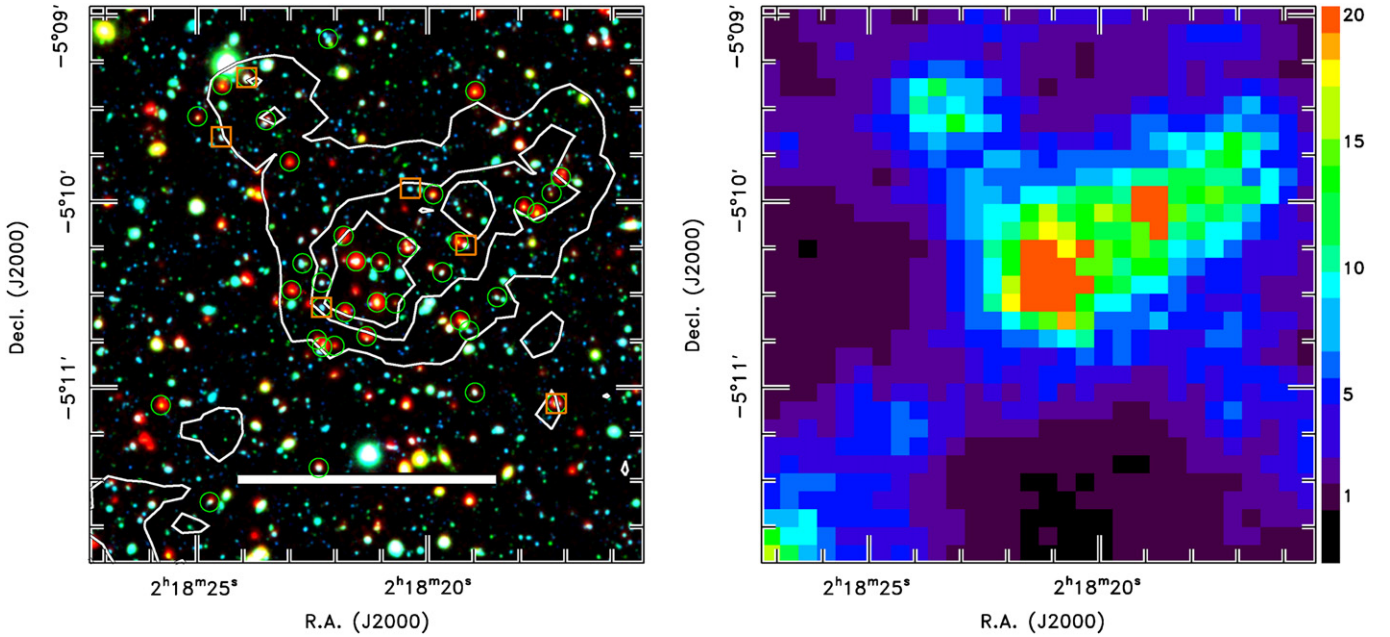 −5°09′
−5°10′
−5°11′
Decl. (J2000)
2ʰ18ᵐ25ˢ
2ʰ18ᵐ20ˢ
R.A. (J2000)
−5°09′
−5°10′
−5°11′
Decl. (J2000)
2ʰ18ᵐ25ˢ
2ʰ18ᵐ20ˢ
R.A. (J2000)
20
15
10
5
1